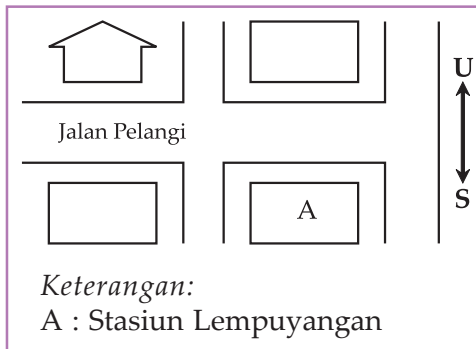 U
Jalan Pelangi
S
A
Keterangan:
A : Stasiun Lempuyangan